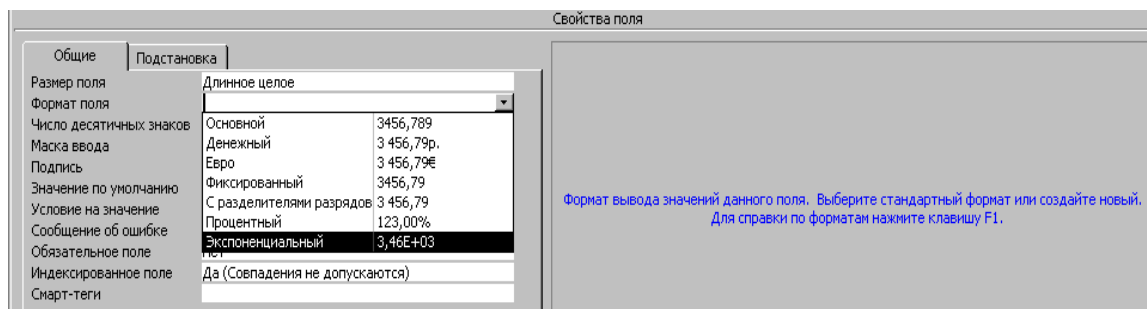 Свойства поля
Общие Подстановка
Размер поля Длинное целое
Формат поля
Число десятичных знаков Основной 3456,789
Маска ввода Денежный 3 456,79р.
Подпись Евро 3 456,79€
Значение по умолчанию Фиксированный 3456,79
Условие на значение С разделителями разрядов 3 456,79
Сообщение об ошибке Процентный 123,00%
Экспоненциальный 3,46E+03
Обязательное поле
Индексированное поле Да (Совпадения не допускаются)
Смарт-теги
Формат вывода значений данного поля. Выберите стандартный формат или создайте новый.
Для справки по форматам нажмите клавишу F1.